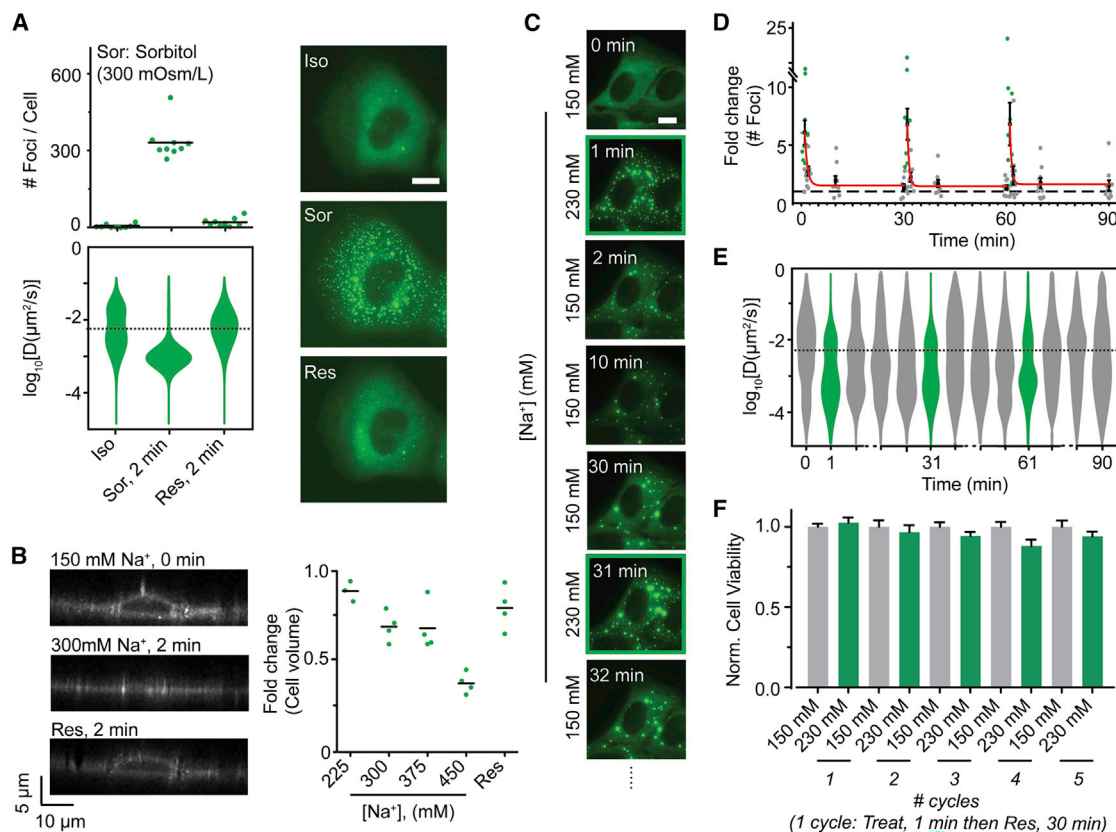 A
Sor: Sorbitol
(300 mOsm/L)
600
300
0
# Foci / Cell
0
-2
-4
log10[D(μm²/s)]
Iso
Sor, 2 min
Res, 2 min
Iso
Sor
Res
B
150 mM Na⁺, 0 min
300mM Na⁺, 2 min
Res, 2 min
5 μm
10 μm
Fold change
(Cell volume)
1.0
0.5
0
225
300
375
450
Res
[Na⁺], (mM)
C
[Na⁺] (mM)
150 mM
0 min
230 mM
1 min
150 mM
2 min
150 mM
10 min
150 mM
30 min
230 mM
31 min
150 mM
32 min
D
Fold change
(# Foci)
25
10
5
0
0
30
60
90
Time (min)
E
log10[D(μm²/s)]
0
-2
-4
0
1
31
61
90
Time (min)
F
Norm. Cell Viability
1.0
0.5
0.0
150 mM
230 mM
150 mM
230 mM
150 mM
230 mM
150 mM
230 mM
150 mM
230 mM
1
2
3
4
5
# cycles
(1 cycle: Treat, 1 min then Res, 30 min)